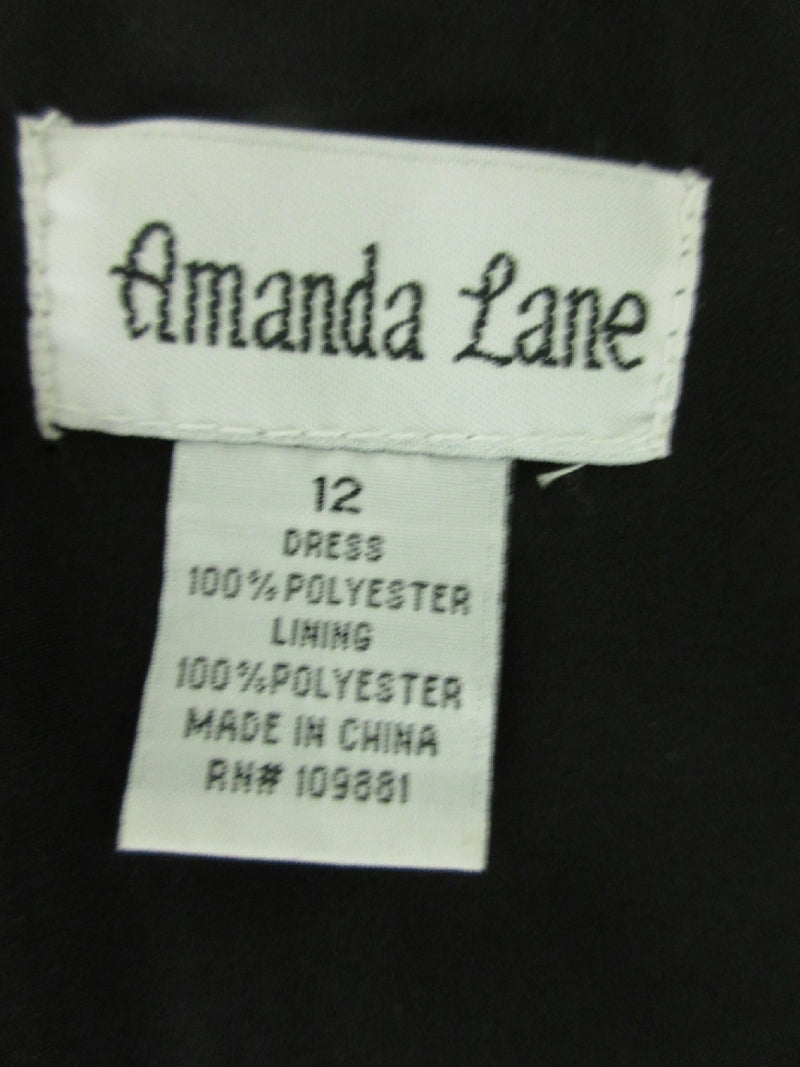 Amanda Lane
12
DRESS
100% POLYESTER
LINING
100% POLYESTER
MADE IN CHINA
RN# 109881